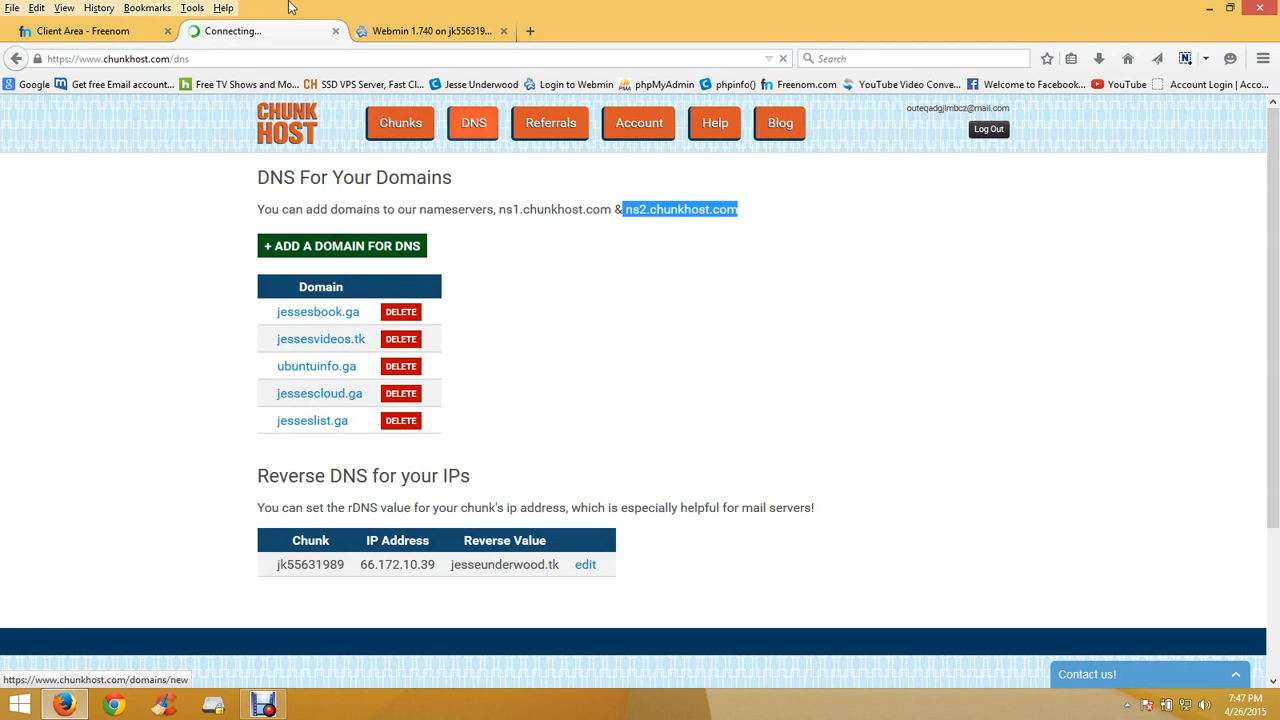 File Edit View History Bookmarks Tools Help
Client Area - Freenom
Connecting...
Webmin 1.740 on jk556319...
https://www.chunkhost.com/dns
Search
Google Get free Email account... Free TV Shows and Mo... SSD VPS Server, For Cl... Jesse Underwood Login to Webmin phpMyAdmin phpinfo() Freenom.com YouTube Video Conve... Welcome to Facebook... YouTube Account Login | Acco...
CHUNK
HOST
Chunks DNS Referrals Account Help Blog
outeqadgjlmbcz@mail.com
Log Out
DNS For Your Domains
You can add domains to our nameservers, ns1.chunkhost.com & ns2.chunkhost.com
+ ADD A DOMAIN FOR DNS
Domain
jessesbook.ga DELETE
jessesvideos.tk DELETE
ubuntuinfo.ga DELETE
jessescloud.ga DELETE
jesseslist.ga DELETE
Reverse DNS for your IPs
You can set the rDNS value for your chunk's ip address, which is especially helpful for mail servers!
Chunk IP Address Reverse Value
jk55631989 66.172.10.39 jesseunderwood.tk edit
https://www.chunkhost.com/domains/new
Contact us!
7:47 PM
4/26/2015